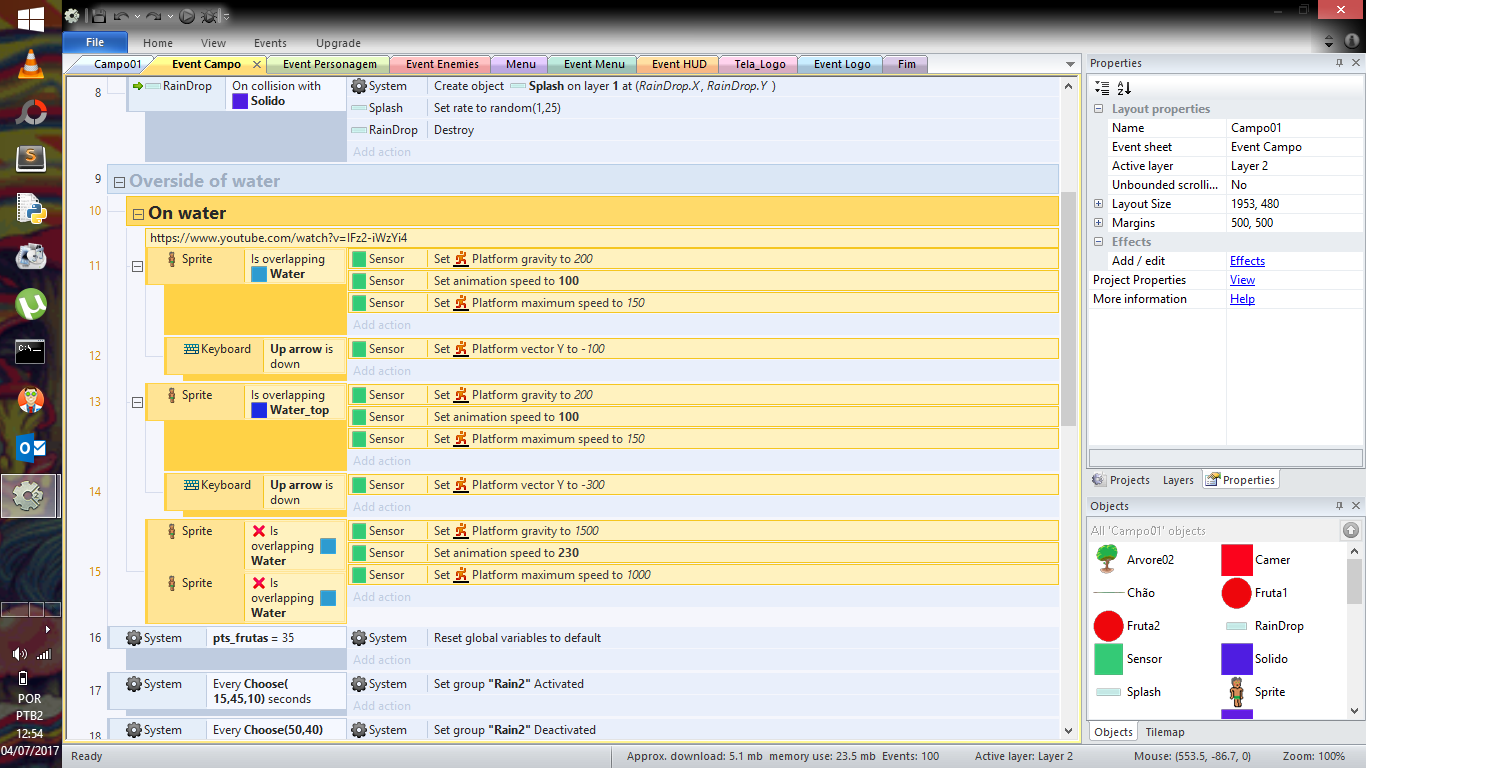 File
Home View Events Upgrade
Campo01 Event Campo Event Personagem Event Enemies Menu Event Menu Event HUD Tela_Logo Event Logo Fim
8 RainDrop On collision with Solido
System Create object Splash on layer 1 at (RainDrop.X, RainDrop.Y )
Splash Set rate to random(1,25)
RainDrop Destroy
Add action
9 Overside of water
10 On water
https://www.youtube.com/watch?v=IFz2-iWzYi4
11 Sprite Is overlapping Water
Sensor Set Platform gravity to 200
Sensor Set animation speed to 100
Sensor Set Platform maximum speed to 150
Add action
12 Keyboard Up arrow is down
Sensor Set Platform vector Y to -100
Add action
13 Sprite Is overlapping Water_top
Sensor Set Platform gravity to 200
Sensor Set animation speed to 100
Sensor Set Platform maximum speed to 150
Add action
14 Keyboard Up arrow is down
Sensor Set Platform vector Y to -300
Add action
15 Sprite Is overlapping Water
Sprite Is overlapping Water
Sensor Set Platform gravity to 1500
Sensor Set animation speed to 230
Sensor Set Platform maximum speed to 1000
Add action
16 System pts_frutas = 35
System Reset global variables to default
Add action
17 System Every Choose( 15,45,10) seconds
System Set group "Rain2" Activated
Add action
18 System Every Choose(50,40)
System Set group "Rain2" Deactivated
Properties
Layout properties
Name Campo01
Event sheet Event Campo
Active layer Layer 2
Unbounded scrolli... No
Layout Size 1953, 480
Margins 500, 500
Effects
Add / edit Effects
Project Properties View
More information Help
Projects Layers Properties
Objects
All 'Campo01' objects
Arvore02 Camer
Chão Fruta1
Fruta2 RainDrop
Sensor Solido
Splash Sprite
Objects Tilemap
Ready
Approx. download: 5.1 mb memory use: 23.5 mb Events: 100 Active layer: Layer 2 Mouse: (553.5, -86.7, 0) Zoom: 100%
POR
PTB2
12:54
04/07/2017